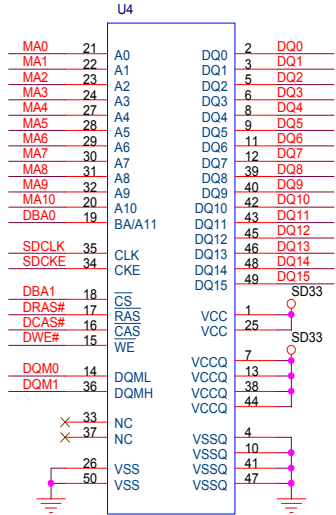 U4
MA0 21 A0 DQ0 2 DQ0
MA1 22 A1 DQ1 3 DQ1
MA2 23 A2 DQ2 5 DQ2
MA3 24 A3 DQ3 6 DQ3
MA4 27 A4 DQ4 8 DQ4
MA5 28 A5 DQ5 9 DQ5
MA6 29 A6 DQ6 11 DQ6
MA7 30 A7 DQ7 12 DQ7
MA8 31 A8 DQ8 39 DQ8
MA9 32 A9 DQ9 40 DQ9
MA10 20 A10 DQ10 42 DQ10
DBA0 19 BA/A11 DQ11 43 DQ11
DQ12 45 DQ12
SDCLK 35 CLK DQ13 46 DQ13
SDCKE 34 CKE DQ14 48 DQ14
DQ15 49 DQ15
SD33
DBA1 18 CS
DRAS# 17 RAS VCC 1
DCAS# 16 CAS VCC 25
DWE# 15 WE SD33
VCCQ 7
DQM0 14 DQML VCCQ 13
DQM1 36 DQMH VCCQ 38
VCCQ 44
33 NC
37 NC VSSQ 4
VSSQ 10
26 VSS VSSQ 41
50 VSS VSSQ 47